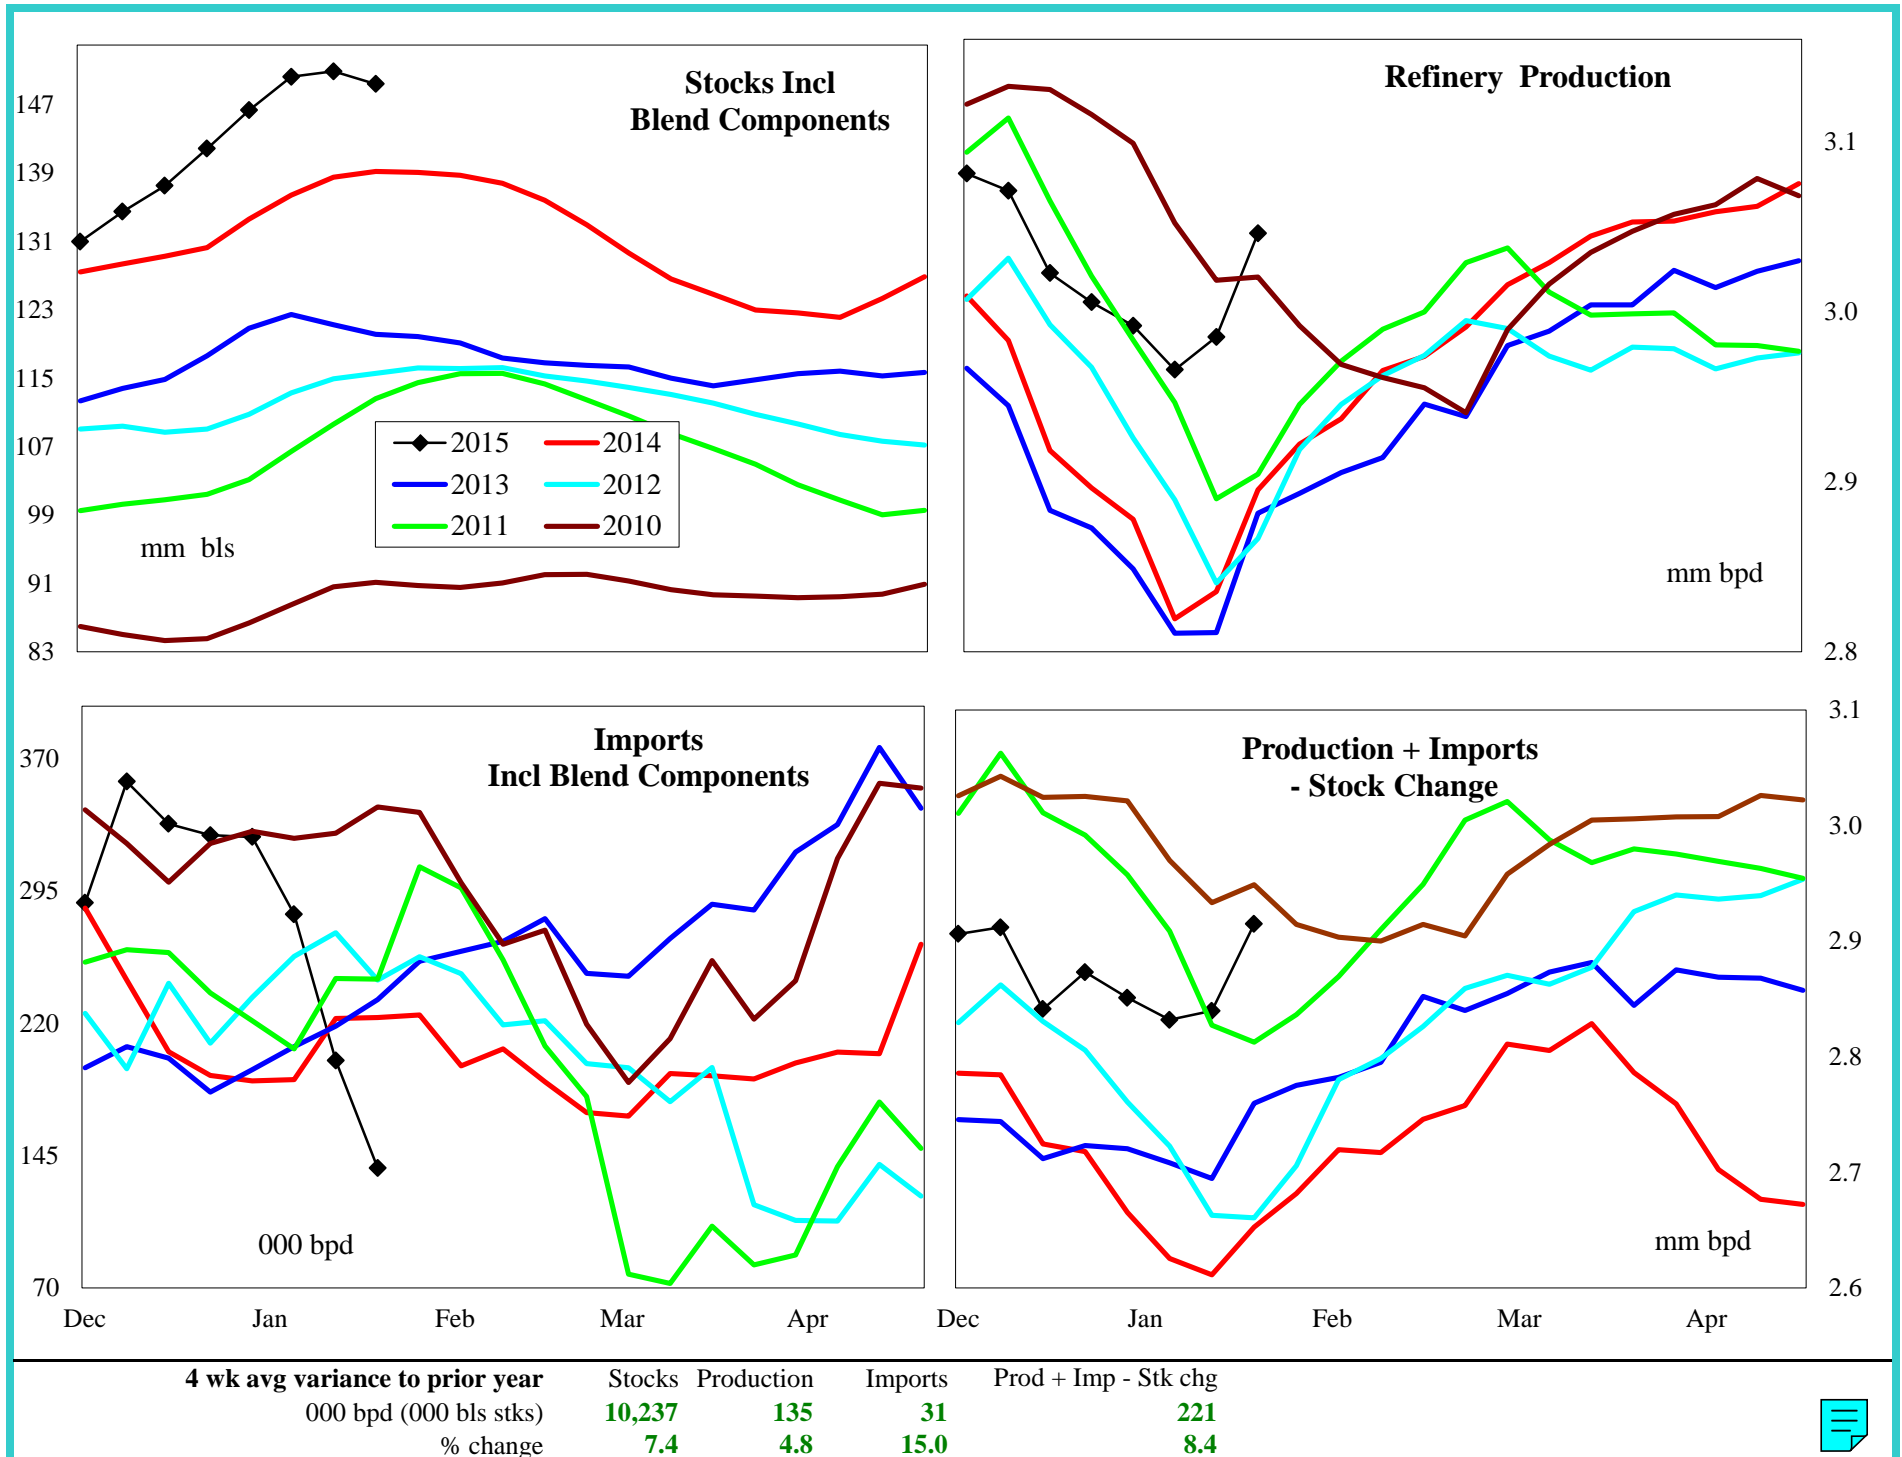 Stocks Incl
Blend Components
147
139
131
123
115
107
99
91
83
2015
2014
2013
2012
2011
2010
mm bls
Refinery Production
3.1
3.0
2.9
2.8
mm bpd
Imports
Incl Blend Components
370
295
220
145
70
000 bpd
Dec Jan Feb Mar Apr
Production + Imports
- Stock Change
3.1
3.0
2.9
2.8
2.7
2.6
mm bpd
Dec Jan Feb Mar Apr
4 wk avg variance to prior year Stocks Production Imports Prod + Imp - Stk chg
000 bpd (000 bls stks) 10,237 135 31 221
% change 7.4 4.8 15.0 8.4